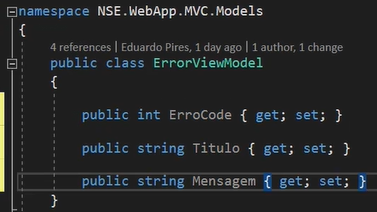 namespace NSE.WebApp.MVC.Models
{
4 references | Eduardo Pires, 1 day ago | 1 author, 1 change
public class ErrorViewModel
{
public int ErroCode { get; set; }
public string Titulo { get; set; }
public string Mensagem { get; set; }
}